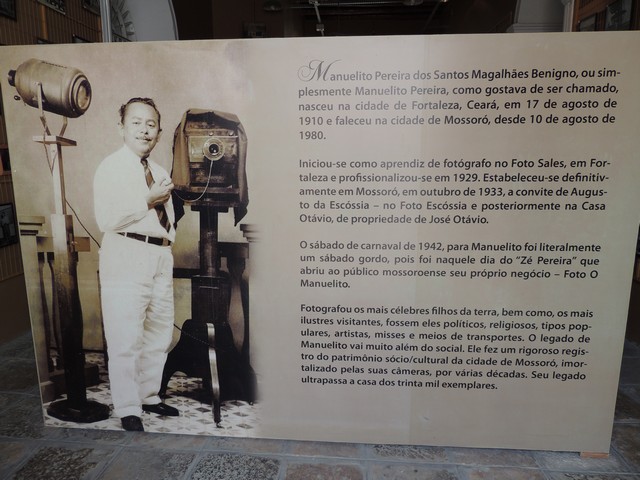 Manuelito Pereira dos Santos Magalhães Benigno, ou sim-
plesmente Manuelito Pereira, como gostava de ser chamado,
nasceu na cidade de Fortaleza, Ceará, em 17 de agosto de
1910 e faleceu na cidade de Mossoró, desde 10 de agosto de
1980.
Iniciou-se como aprendiz de fotógrafo no Foto Sales, em For-
taleza e profissionalizou-se em 1929. Estabeleceu-se definitiv-
amente em Mossoró, em outubro de 1933, a convite de Augus-
to da Escóssia – no Foto Escóssia e posteriormente na Casa
Otávio, de propriedade de José Otávio.
O sábado de carnaval de 1942, para Manuelito foi literalmente
um sábado gordo, pois foi naquele dia do "Zé Pereira" que
abriu ao público mossoroense seu próprio negócio – Foto O
Manuelito.
Fotografou os mais célebres filhos da terra, bem como, os mais
ilustres visitantes, fossem eles políticos, religiosos, tipos pop-
ulares, artistas, misses e meios de transportes. O legado de
Manuelito vai muito além do social. Ele fez um rigoroso regis-
tro do patrimônio sócio/cultural da cidade de Mossoró, imor-
talizado pelas suas câmeras, por várias décadas. Seu legado
ultrapassa a casa dos trinta mil exemplares.